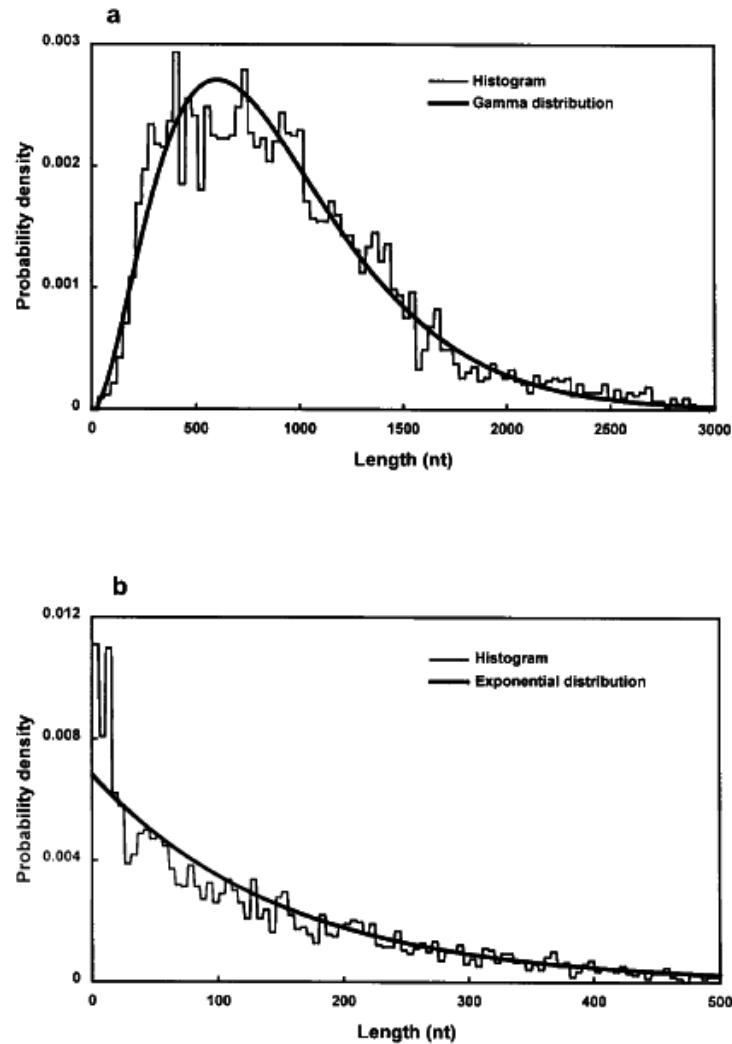 a
0.003
Histogram
Gamma distribution
0.002
Probability density
0.001
0
0 500 1000 1500 2000 2500 3000
Length (nt)
b
0.012
Histogram
Exponential distribution
0.008
Probability density
0.004
0
0 100 200 300 400 500
Length (nt)